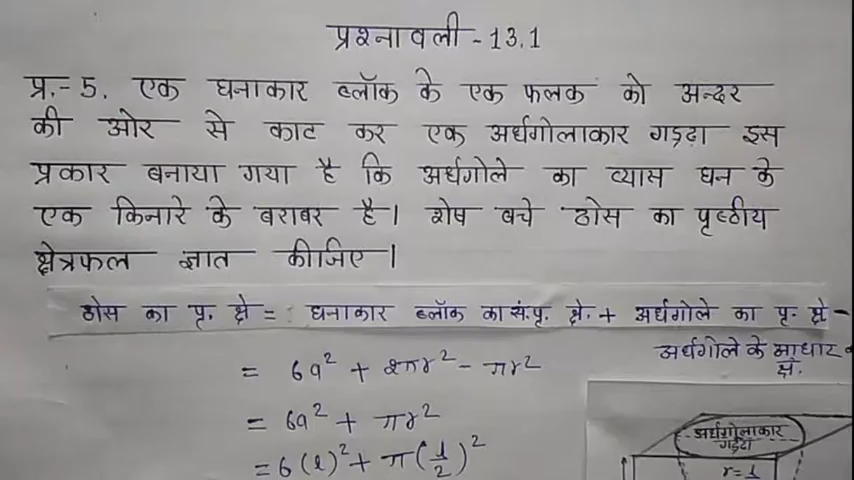 प्रश्नावली - 13.1
प्र.- 5. एक घनाकार ब्लॉक के एक फलक को अन्दर
की ओर से काट कर एक अर्धगोलाकार गड्ढा इस
प्रकार बनाया गया है कि अर्धगोले का व्यास घन के
एक किनारे के बराबर है। शेष बचे ठोस का पृष्ठीय
क्षेत्रफल ज्ञात कीजिए।
ठोस का पृ. क्षे = घनाकार ब्लॉक का सं.पृ. क्षे. + अर्धगोले का पृ. क्षे -
अर्धगोले के आधार
क्षे.
= 6a² + 2πr² - πr²
= 6a² + πr²
= 6(l)² + π(l/2)²
अर्धगोलाकार
गड्ढा